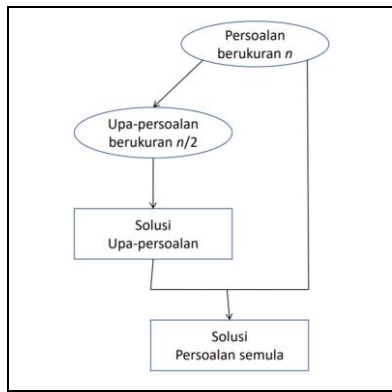 Persoalan
berukuran n
Upa-persoalan
berukuran n/2
Solusi
Upa-persoalan
Solusi
Persoalan semula